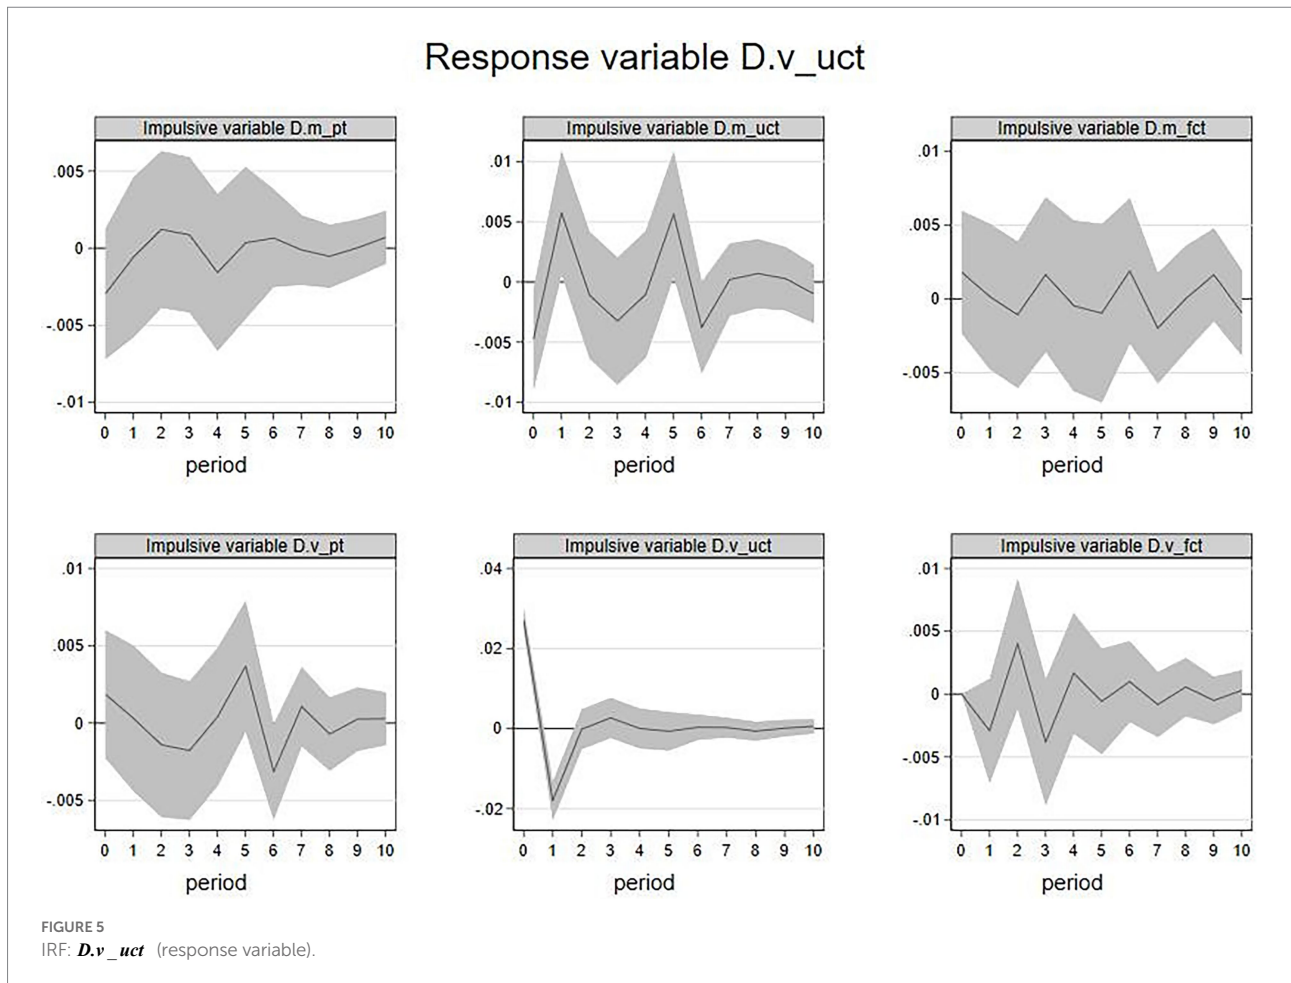 Response variable D.v_uct
Impulsive variable D.m_pt
.005
0
-.005
-.01
0 1 2 3 4 5 6 7 8 9 10
period
Impulsive variable D.m_uct
.01
.005
0
-.005
-.01
0 1 2 3 4 5 6 7 8 9 10
period
Impulsive variable D.m_fct
.01
.005
0
-.005
0 1 2 3 4 5 6 7 8 9 10
period
Impulsive variable D.v_pt
.01
.005
0
-.005
0 1 2 3 4 5 6 7 8 9 10
period
Impulsive variable D.v_uct
.04
.02
0
-.02
0 1 2 3 4 5 6 7 8 9 10
period
Impulsive variable D.v_fct
.01
.005
0
-.005
-.01
0 1 2 3 4 5 6 7 8 9 10
period
FIGURE 5
IRF: D.v_uct (response variable).